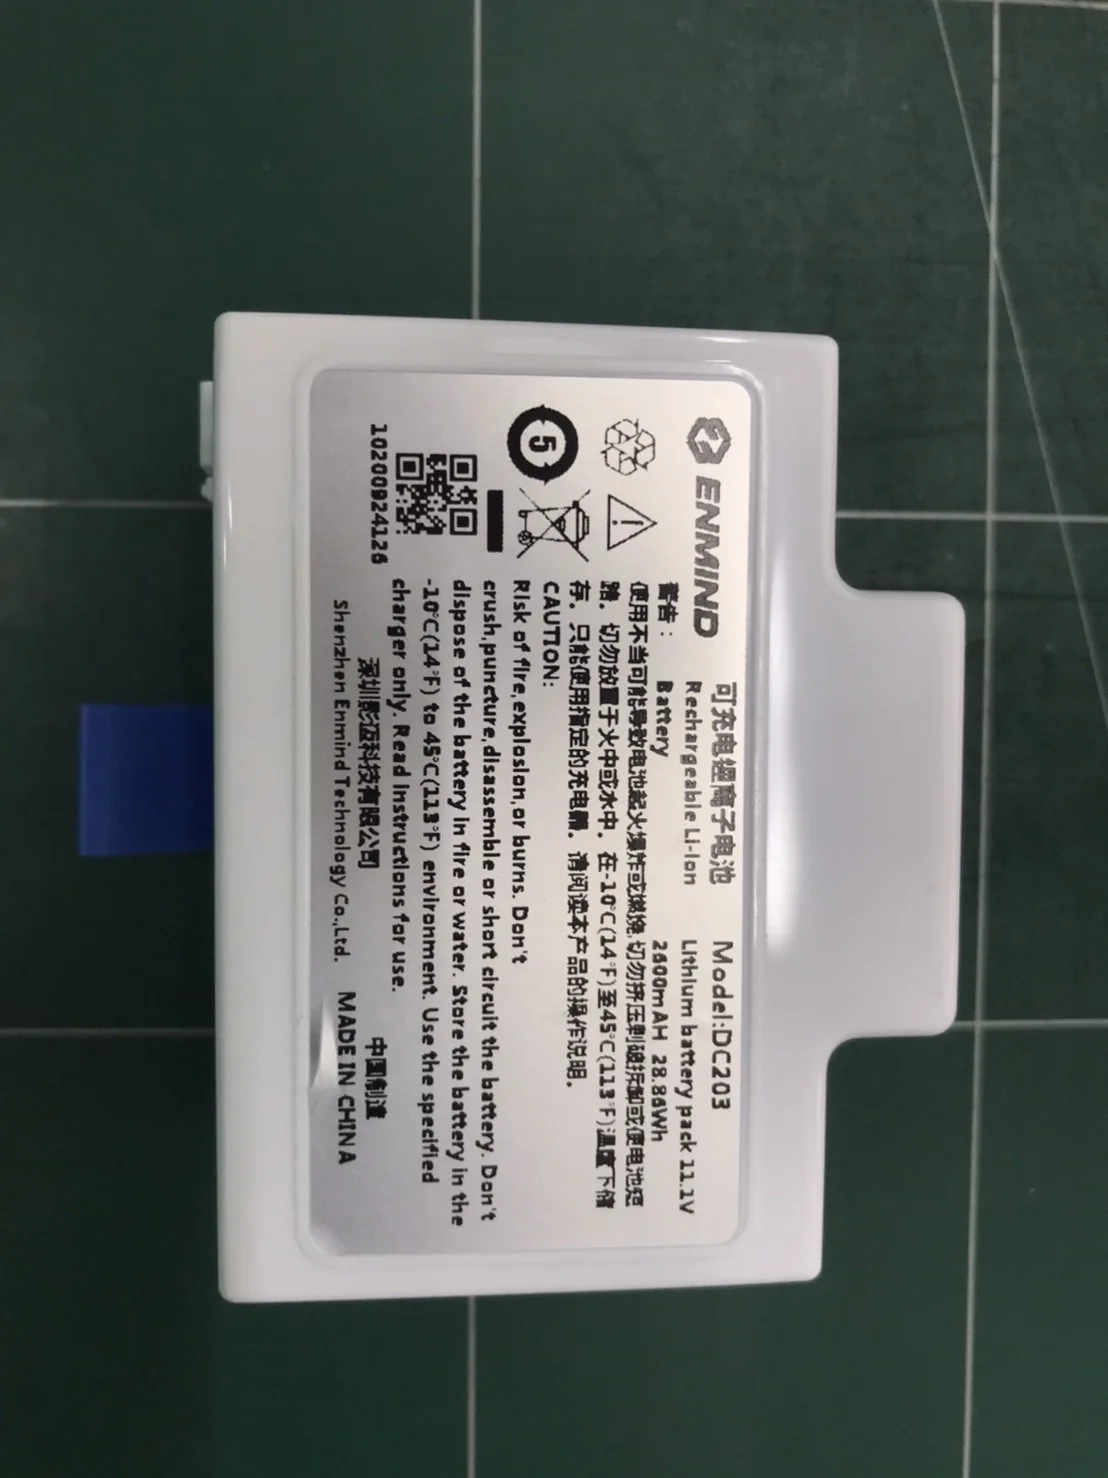 ENMIND
可充电锂离子电池
Rechargeable Li-ion
Battery
Model:DC203
Lithium battery pack 11.1V
2600mAH 28.86Wh
警告：
使用不当可能导致电池起火爆炸或燃烧,切勿挤压刺破拆卸或使电池短
路．切勿放置于火中或水中．在-10°C(14°F)至45°C(113°F)温度下储
存．只能使用指定的充电器．请阅读本产品的操作说明．
CAUTION:
Risk of fire,explosion,or burns. Don't
crush,puncture,disassemble or short circuit the battery. Don't
dispose of the battery in fire or water. Store the battery in the
-10°C(14°F) to 45°C(113°F) environment. Use the specified
charger only. Read instructions for use.
5
10200924126
深圳影迈科技有限公司
Shenzhen Enmind Technology Co.,Ltd.
中国制造
MADE IN CHINA